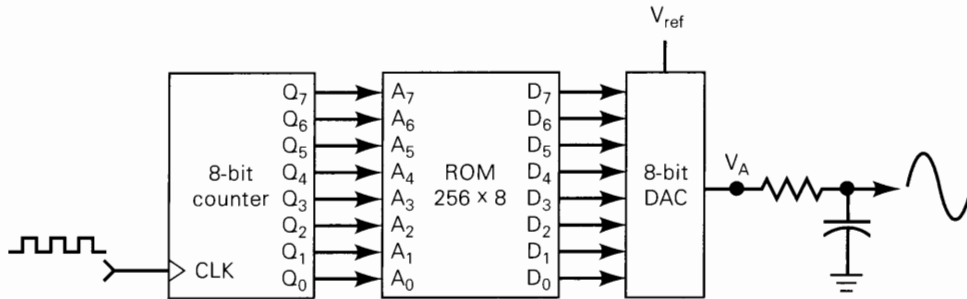 V_ref
Q_7 A_7 D_7
Q_6 A_6 D_6
Q_5 A_5 D_5
8-bit Q_4 A_4 ROM D_4 8-bit V_A
counter Q_3 A_3 256 × 8 D_3 DAC
Q_2 A_2 D_2
Q_1 A_1 D_1
CLK Q_0 A_0 D_0